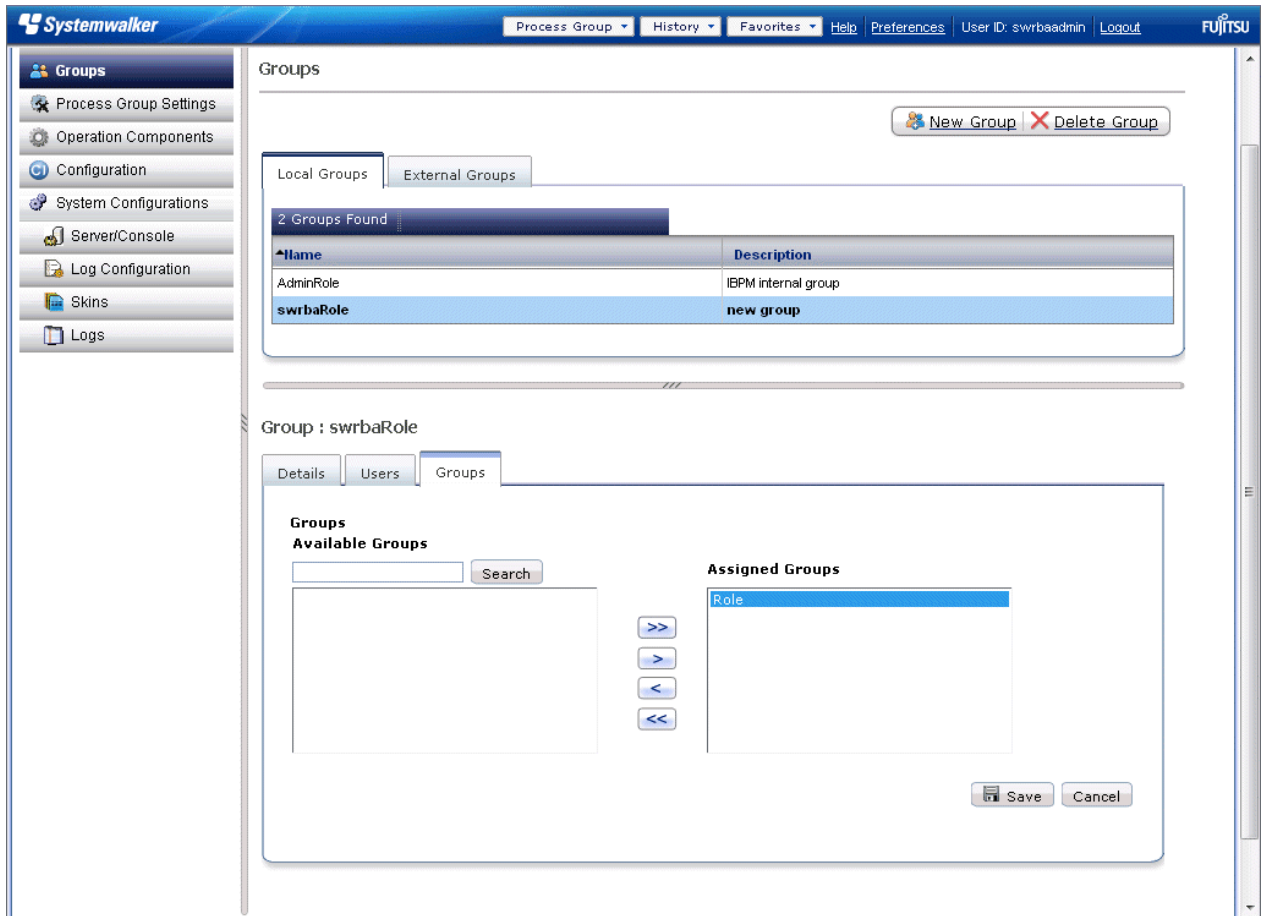 Systemwalker
Process Group History Favorites Help Preferences User ID: swrbaadmin Logout FUJITSU
Groups
Process Group Settings
Operation Components
Configuration
System Configurations
Server/Console
Log Configuration
Skins
Logs
Groups
New Group Delete Group
Local Groups External Groups
2 Groups Found
Name Description
AdminRole IBPM internal group
swrbaRole new group
Group : swrbaRole
Details Users Groups
Groups
Available Groups
Search
Assigned Groups
Role
>>
>
<
<<
Save Cancel